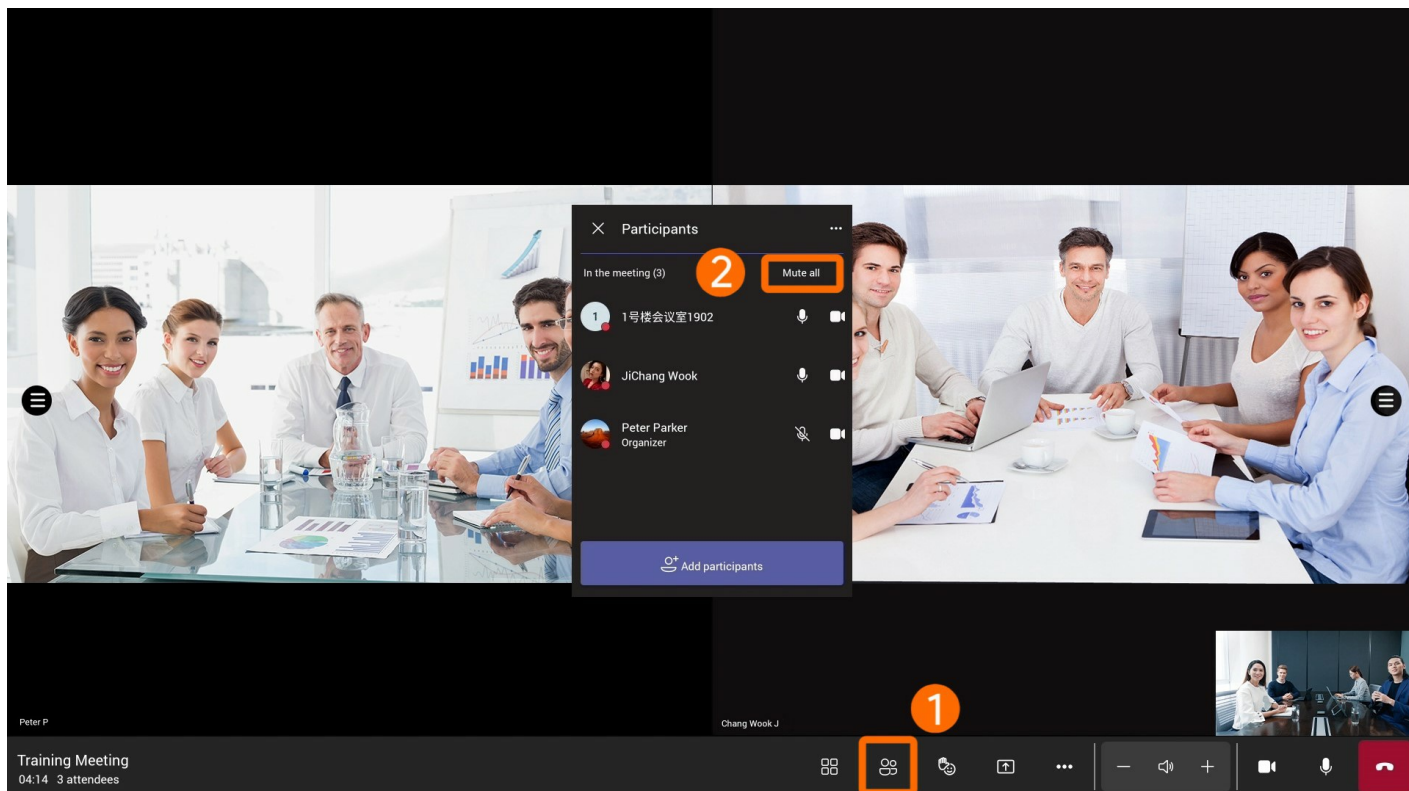 Participants
In the meeting (3)
2
Mute all
1
1号楼会议室1902
JiChang Wook
Peter Parker
Organizer
Add participants
Peter P
Chang Wook J
1
Training Meeting
04:14 3 attendees